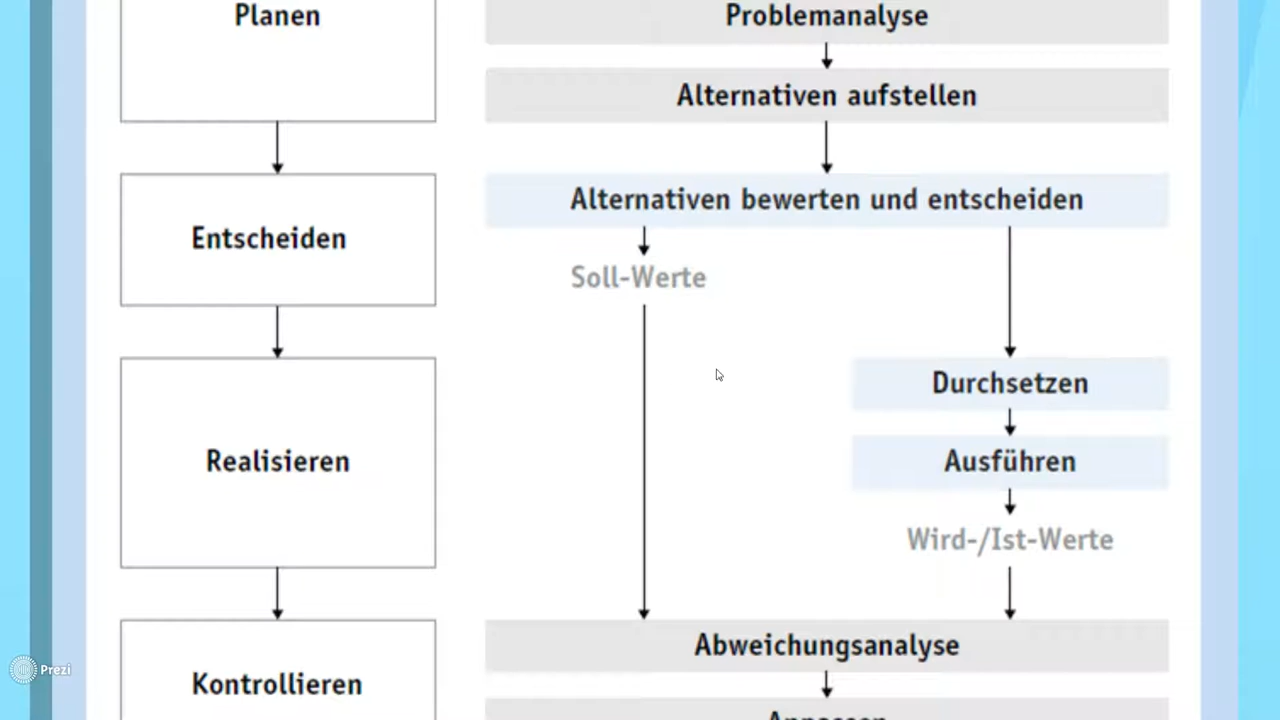 Planen
Problemanalyse
Alternativen aufstellen
Alternativen bewerten und entscheiden
Entscheiden
Soll-Werte
Durchsetzen
Realisieren
Ausführen
Wird-/Ist-Werte
Abweichungsanalyse
Kontrollieren
Prezi